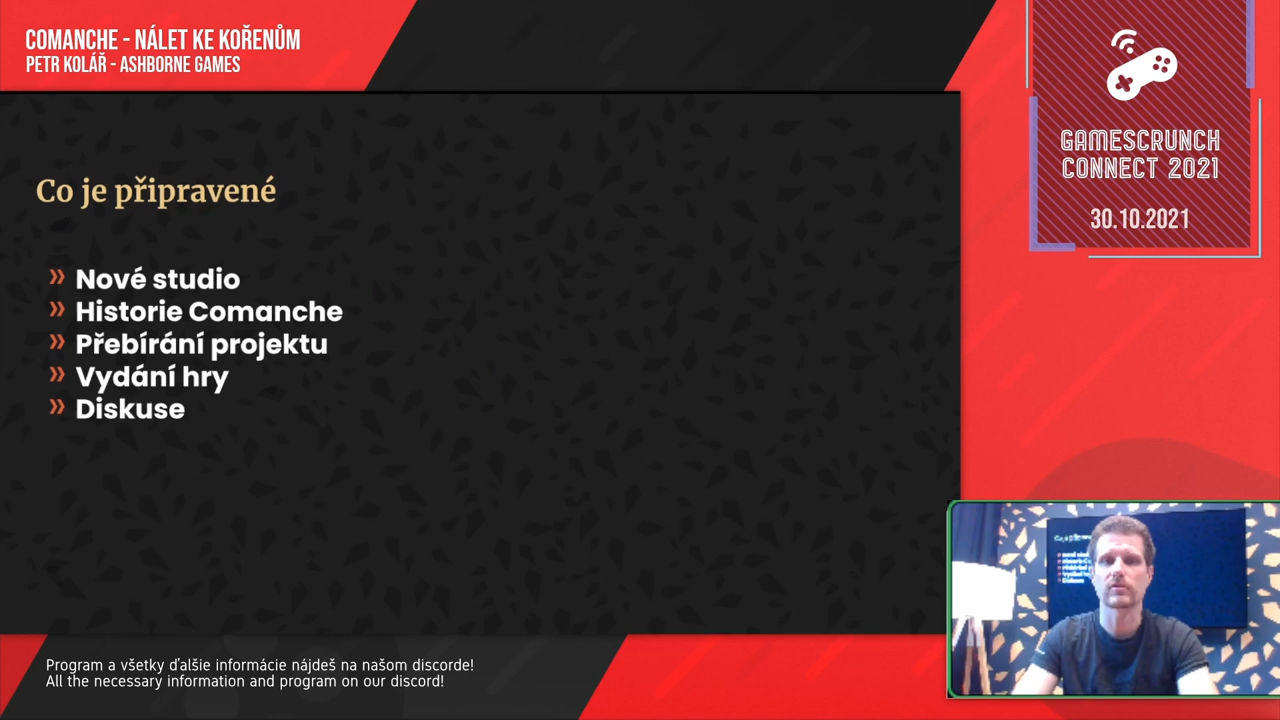 COMANCHE - NÁLET KE KOŘENŮM
PETR KOLÁŘ - ASHBORNE GAMES
GAMESCRUNCH
CONNECT 2021
30.10.2021
Co je připravené
» Nové studio
» Historie Comanche
» Přebírání projektu
» Vydání hry
» Diskuse
Program a všetky ďalšie informácie nájdeš na našom discorde!
All the necessary information and program on our discord!